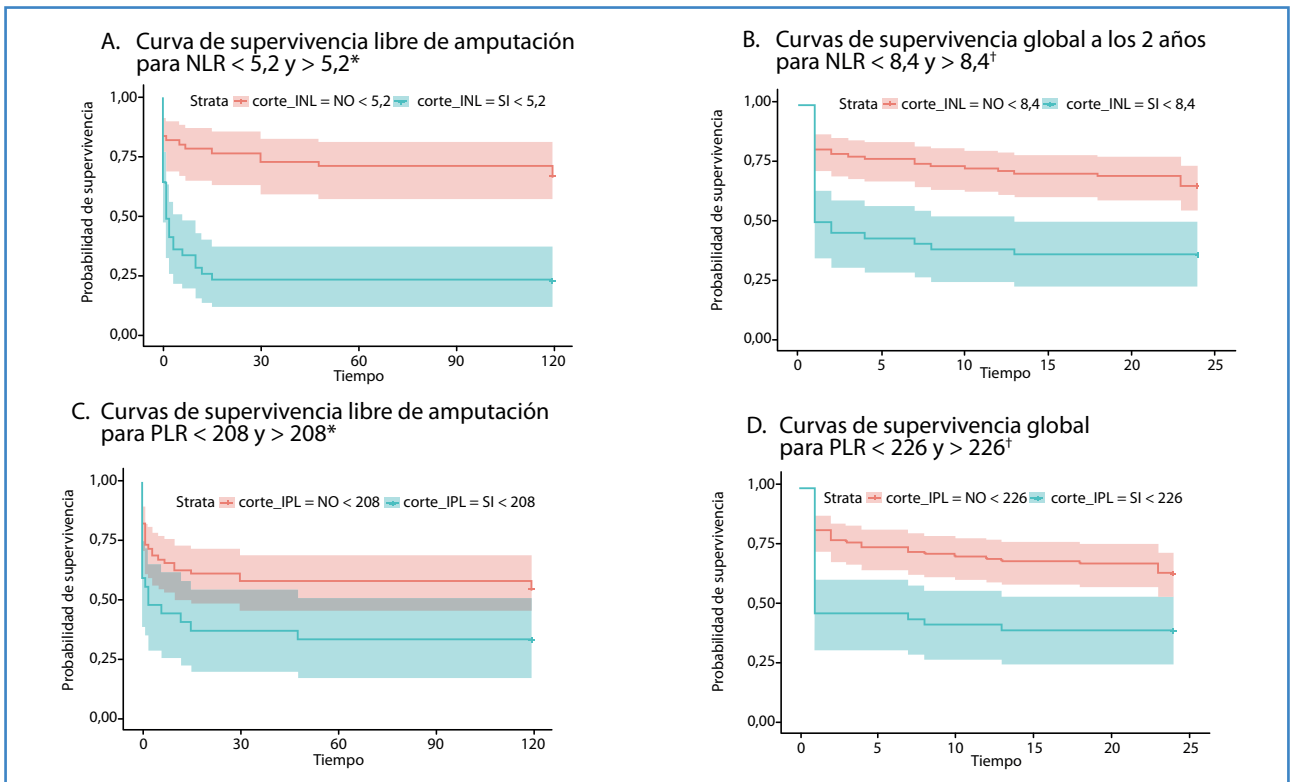 A. Curva de supervivencia libre de amputación
para NLR < 5,2 y > 5,2*
Strata corte_INL = NO < 5,2 corte_INL = SI < 5,2
Probabilidad de supervivencia
1,00
0,75
0,50
0,25
0,00
0 30 60 90 120
Tiempo
B. Curvas de supervivencia global a los 2 años
para NLR < 8,4 y > 8,4†
Strata corte_INL = NO < 8,4 corte_INL = SI < 8,4
Probabilidad de supervivencia
1,00
0,75
0,50
0,25
0,00
0 5 10 15 20 25
Tiempo
C. Curvas de supervivencia libre de amputación
para PLR < 208 y > 208*
Strata corte_IPL = NO < 208 corte_IPL = SI < 208
Probabilidad de supervivencia
1,00
0,75
0,50
0,25
0,00
0 30 60 90 120
Tiempo
D. Curvas de supervivencia global
para PLR < 226 y > 226†
Strata corte_IPL = NO < 226 corte_IPL = SI < 226
Probabilidad de supervivencia
1,00
0,75
0,50
0,25
0,00
0 5 10 15 20 25
Tiempo